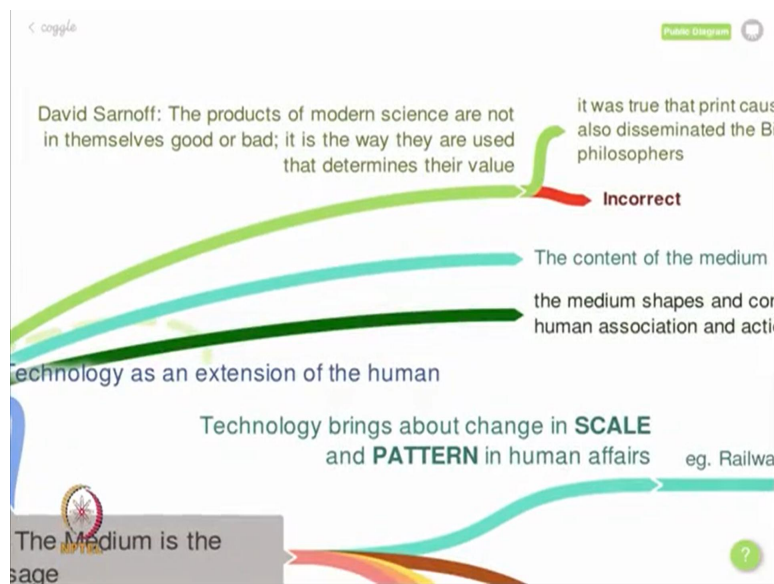 coggle
Public Diagram
David Sarnoff: The products of modern science are not
in themselves good or bad; it is the way they are used
that determines their value
it was true that print caus
also disseminated the B
philosophers
Incorrect
The content of the medium
the medium shapes and con
human association and acti
Technology as an extension of the human
Technology brings about change in SCALE
and PATTERN in human affairs
eg. Railwa
The Medium is the
sage
NPTEL
?